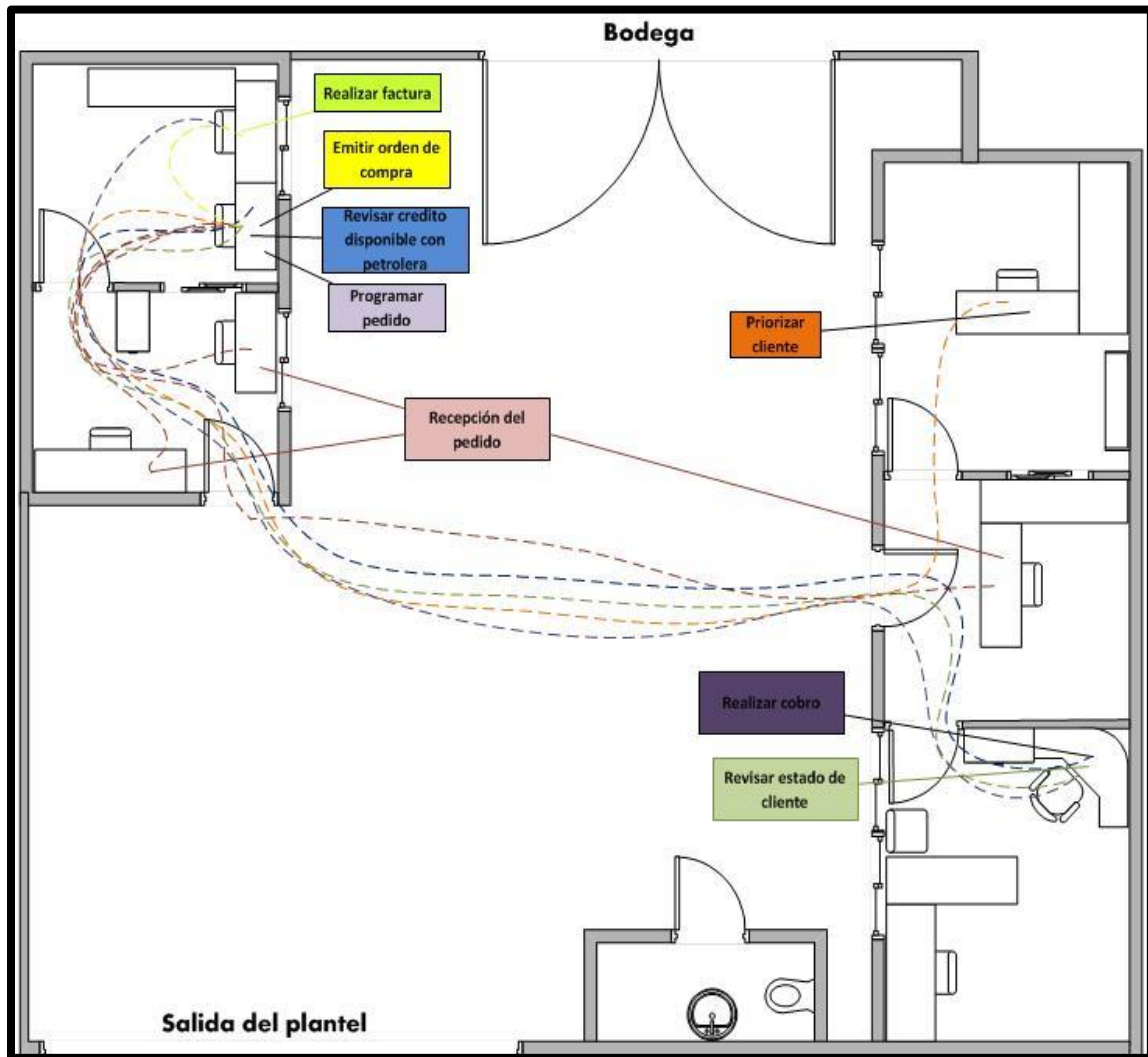 Bodega
Realizar factura
Emitir orden de
compra
Revisar credito
disponible con
petrolera
Programar
pedido
Priorizar
cliente
Recepción del
pedido
Realizar cobro
Revisar estado de
cliente
Salida del plantel